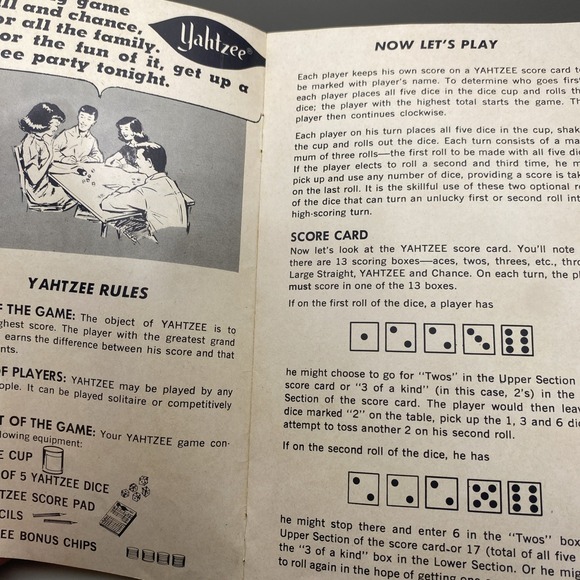 g game
ll and chance,
or all the family.
or the fun of it, get up a
ee party tonight.
Yahtzee®
YAHTZEE RULES
OF THE GAME: The object of YAHTZEE is to
ghest score. The player with the greatest grand
earns the difference between his score and that
nts.
OF PLAYERS: YAHTZEE may be played by any
ople. It can be played solitaire or competitively
T OF THE GAME: Your YAHTZEE game con-
lowing equipment:
E CUP
OF 5 YAHTZEE DICE
TZEE SCORE PAD
CILS
EE BONUS CHIPS
NOW LET'S PLAY
Each player keeps his own score on a YAHTZEE score card t
be marked with player's name. To determine who goes firs
each player places all five dice in the dice cup and rolls th
dice; the player with the highest total starts the game. Th
player then continues clockwise.
Each player on his turn places all five dice in the cup, shak
the cup and rolls out the dice. Each turn consists of a ma
mum of three rolls—the first roll to be made with all five dic
If the player elects to roll a second and third time, he m
pick up and use any number of dice, providing a score is tak
on the last roll. It is the skillful use of these two optional r
of the dice that can turn an unlucky first or second roll int
high-scoring turn.
SCORE CARD
Now let's look at the YAHTZEE score card. You'll note
there are 13 scoring boxes—aces, twos, threes, etc., thro
Large Straight, YAHTZEE and Chance. On each turn, the pl
must score in one of the 13 boxes.
If on the first roll of the dice, a player has
he might choose to go for "Twos" in the Upper Section
score card or "3 of a kind" (in this case, 2's) in the
Section of the score card. The player would then leav
dice marked "2" on the table, pick up the 1, 3 and 6 dic
attempt to toss another 2 on his second roll.
If on the second roll of the dice, he has
he might stop there and enter 6 in the "Twos" box
Upper Section of the score card or 17 (total of all five
the "3 of a kind" box in the Lower Section. Or he mig
to roll again in the hope of getting one